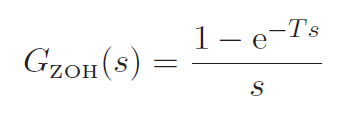 G_ZOH(s) = (1 − e^{−Ts}) / s